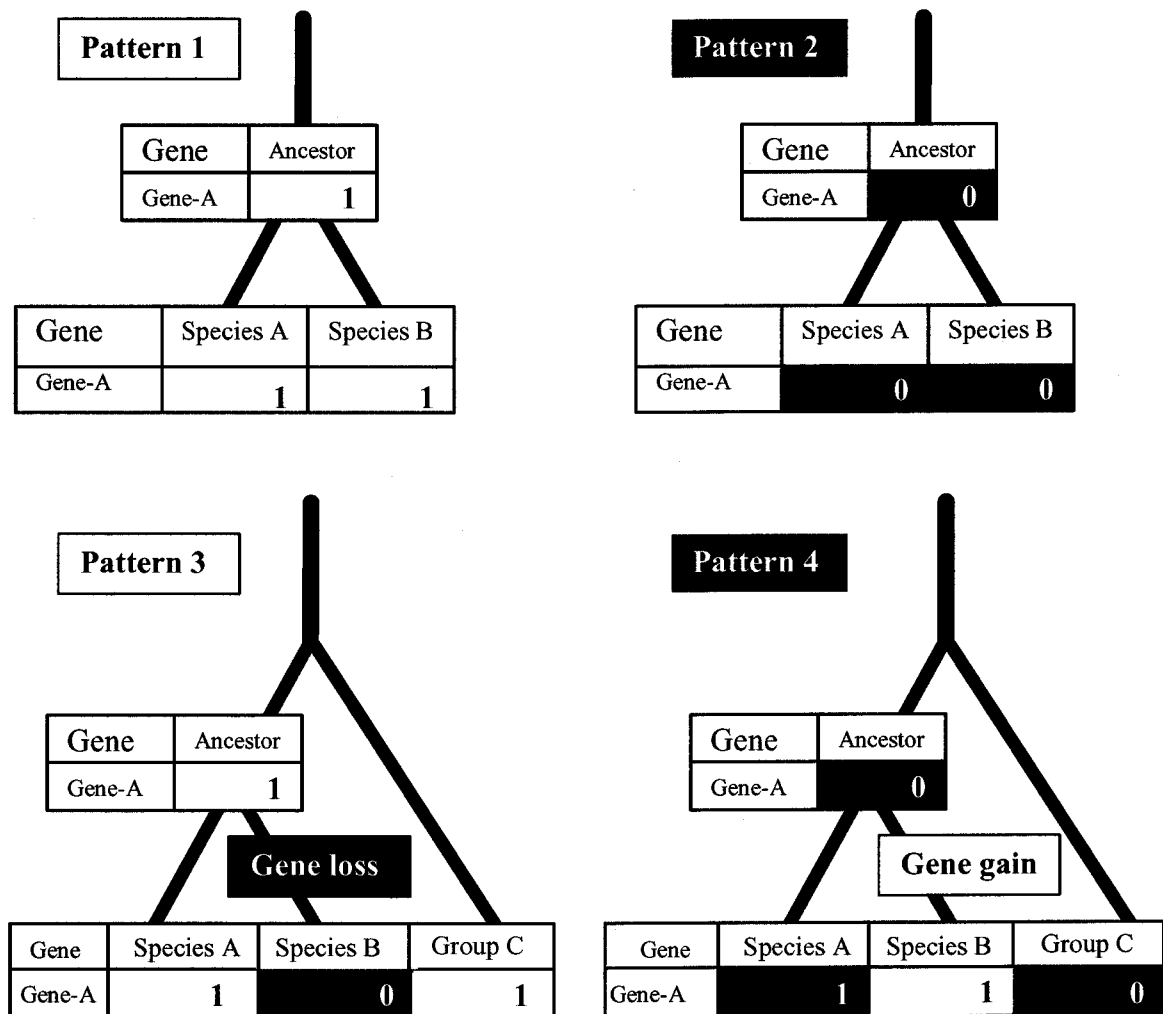 Pattern 1
Gene Ancestor
Gene-A 1
Gene Species A Species B
Gene-A 1 1
Pattern 2
Gene Ancestor
Gene-A 0
Gene Species A Species B
Gene-A 0 0
Pattern 3
Gene Ancestor
Gene-A 1
Gene loss
Gene Species A Species B Group C
Gene-A 1 0 1
Pattern 4
Gene Ancestor
Gene-A 0
Gene gain
Gene Species A Species B Group C
Gene-A 1 1 0